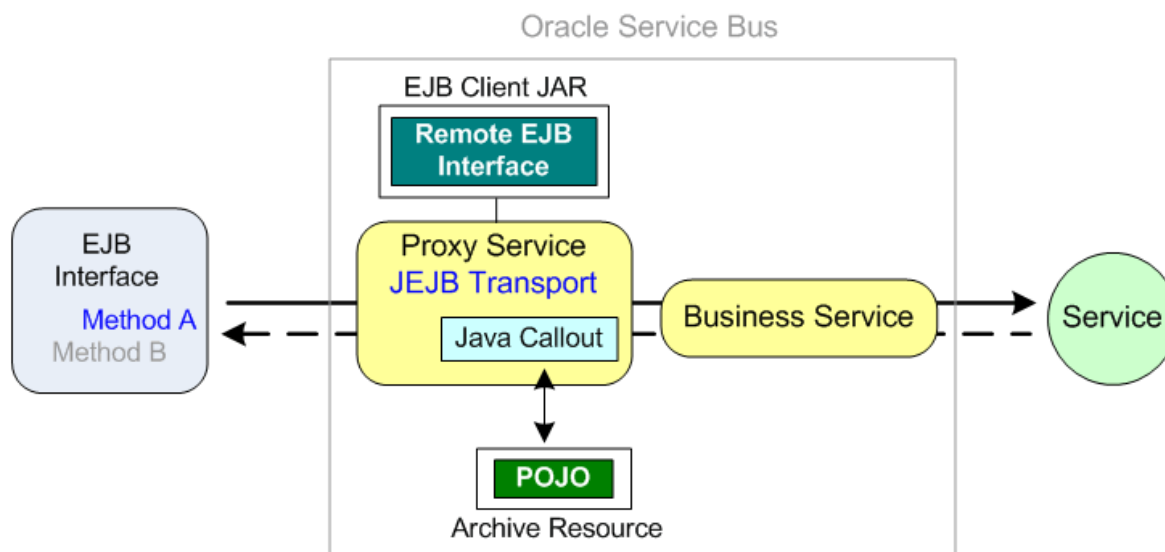 Oracle Service Bus
EJB Client JAR
Remote EJB
Interface
EJB
Interface
Method A
Method B
Proxy Service
JEJB Transport
Java Callout
Business Service
Service
POJO
Archive Resource